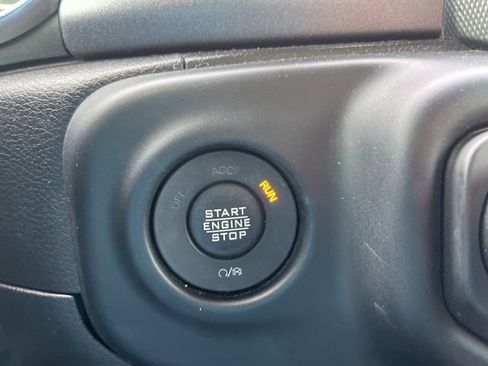 OFF
ACC
RUN
START
ENGINE
STOP